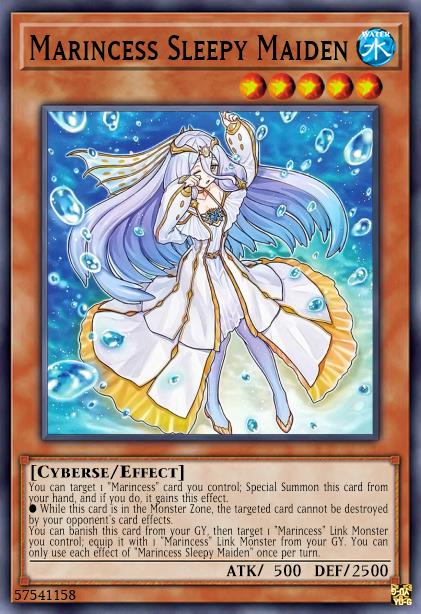 Marincess Sleepy Maiden
WATER
水
[Cyberse/Effect]
You can target 1 "Marincess" card you control; Special Summon this card from
your hand, and if you do, it gains this effect.
● While this card is in the Monster Zone, the targeted card cannot be destroyed
by your opponent's card effects.
You can banish this card from your GY, then target 1 "Marincess" Link Monster
you control; equip it with 1 "Marincess" Link Monster from your GY. You can
only use each effect of "Marincess Sleepy Maiden" once per turn.
ATK/ 500 DEF/2500
57541158